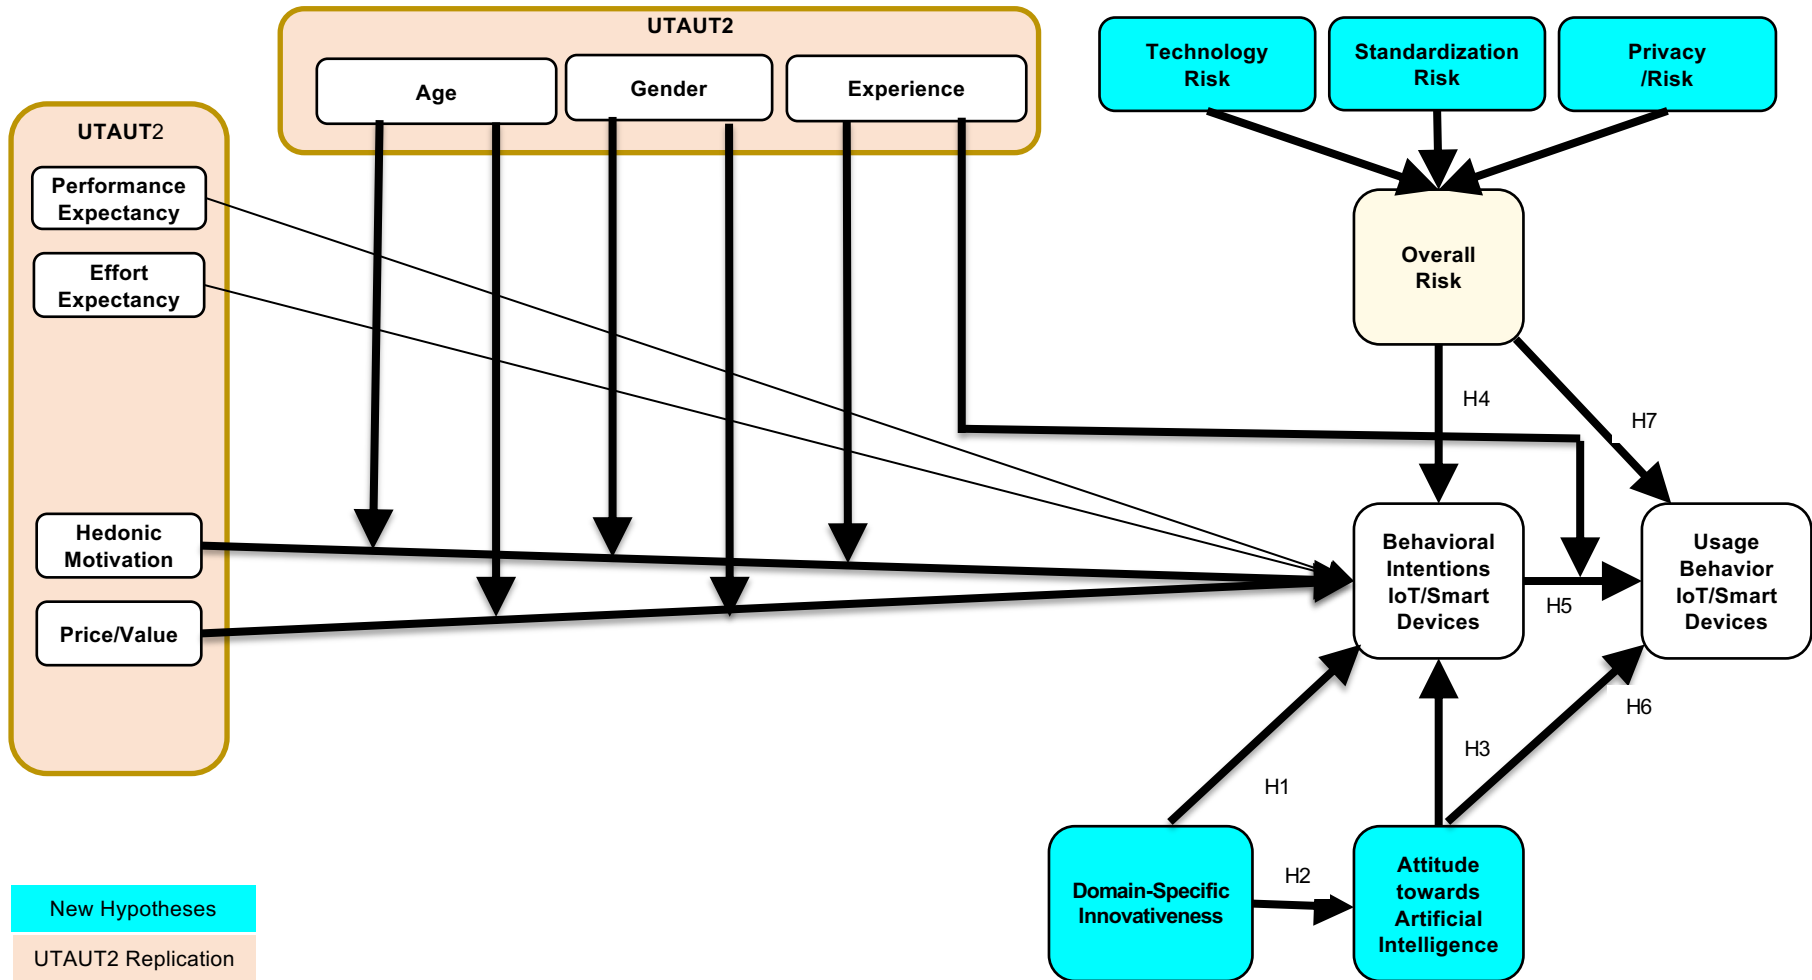 UTAUT2
Age
Gender
Experience
Technology
Risk
Standardization
Risk
Privacy
/Risk
UTAUT2
Performance
Expectancy
Effort
Expectancy
Hedonic
Motivation
Price/Value
Overall
Risk
H4
H7
Behavioral
Intentions
IoT/Smart
Devices
H5
Usage
Behavior
IoT/Smart
Devices
H6
H3
H1
H2
Domain-Specific
Innovativeness
Attitude
towards
Artificial
Intelligence
New Hypotheses
UTAUT2 Replication